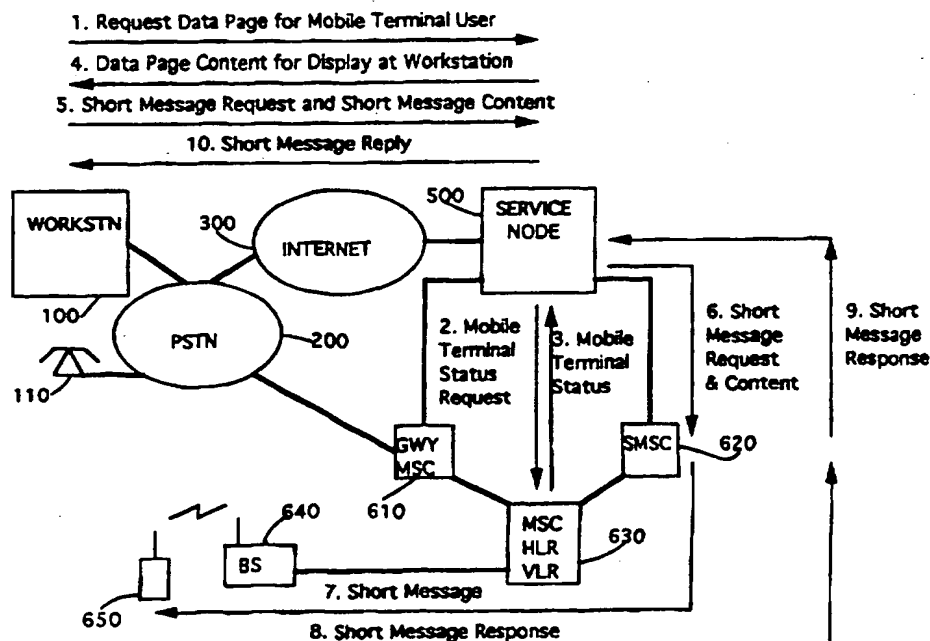 1. Request Data Page for Mobile Terminal User
4. Data Page Content for Display at Workstation
5. Short Message Request and Short Message Content
10. Short Message Reply
WORKSTN
100
110
PSTN
200
300
INTERNET
500
SERVICE
NODE
2. Mobile
Terminal
Status
Request
3. Mobile
Terminal
Status
6. Short
Message
Request
& Content
9. Short
Message
Response
GWY
MSC
610
SMSC
620
MSC
HLR
VLR
630
640
BS
650
7. Short Message
8. Short Message Response